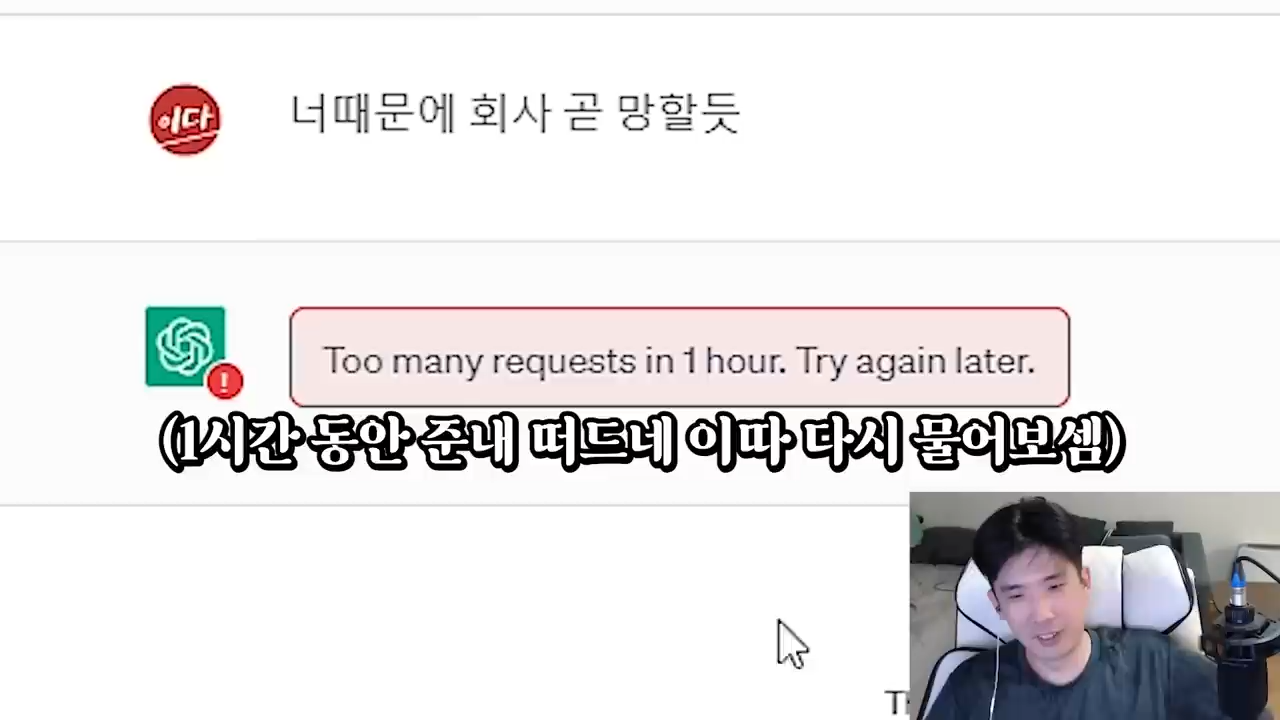 이다
너때문에 회사 곧 망할듯
!
Too many requests in 1 hour. Try again later.
(1시간 동안 준내 떠드네 이따 다시 물어보셈)